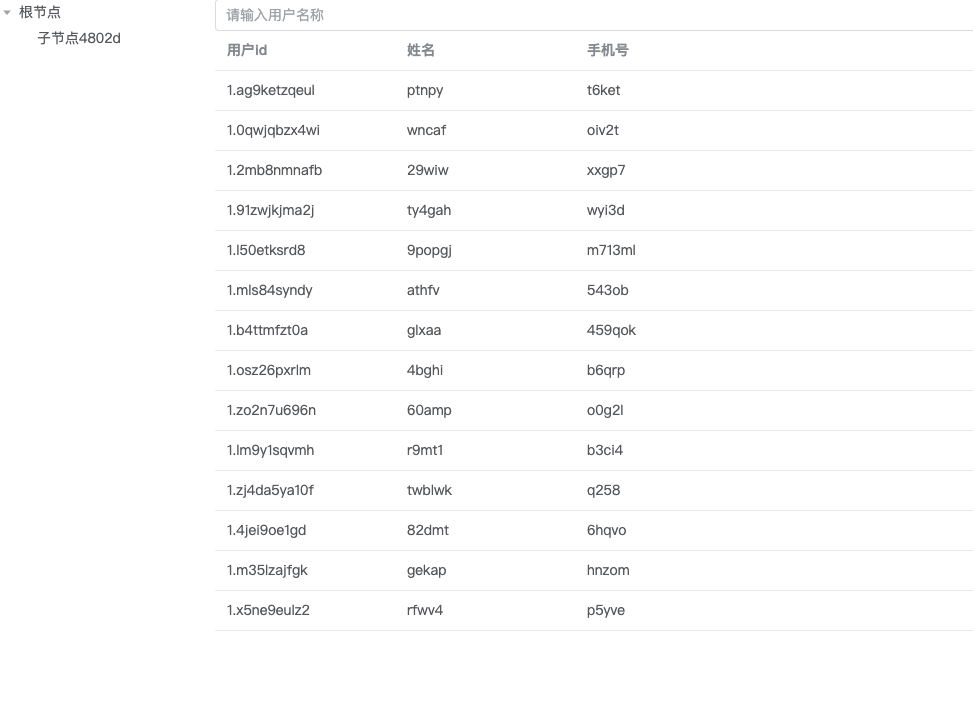 根节点
子节点4802d
请输入用户名称
用户id 姓名 手机号
1.ag9ketzqeul ptnpy t6ket
1.0qwjqbzx4wi wncaf oiv2t
1.2mb8nmnafb 29wiw xxgp7
1.91zwjkjma2j ty4gah wyi3d
1.l50etksrd8 9popgj m713ml
1.mls84syndy athfv 543ob
1.b4ttmfzt0a glxaa 459qok
1.osz26pxrlm 4bghi b6qrp
1.zo2n7u696n 60amp o0g2l
1.lm9y1sqvmh r9mt1 b3ci4
1.zj4da5ya10f twblwk q258
1.4jei9oe1gd 82dmt 6hqvo
1.m35lzajfgk gekap hnzom
1.x5ne9eulz2 rfwv4 p5yve